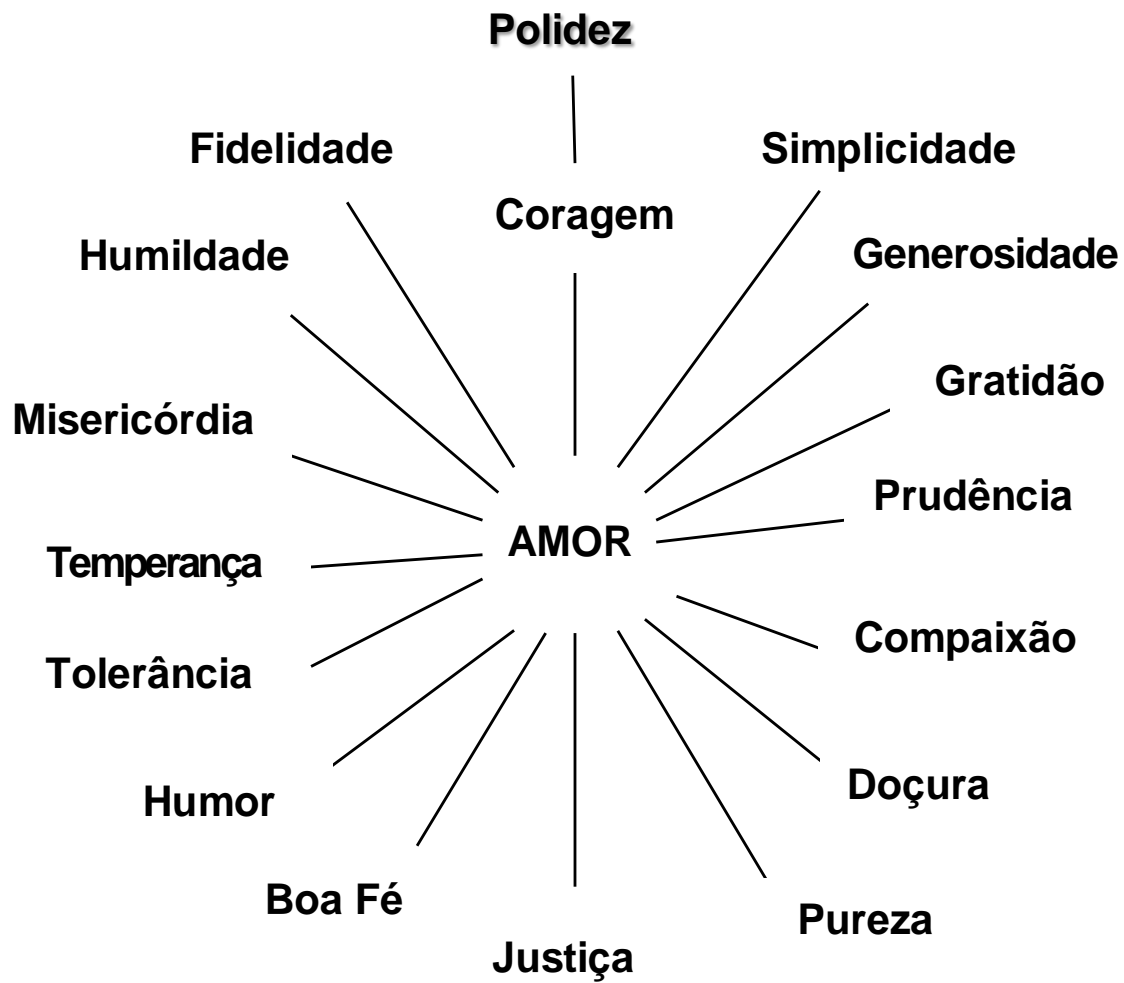 Polidez
Fidelidade
Simplicidade
Coragem
Humildade
Generosidade
Gratidão
Misericórdia
Prudência
AMOR
Temperança
Compaixão
Tolerância
Doçura
Humor
Boa Fé
Pureza
Justiça